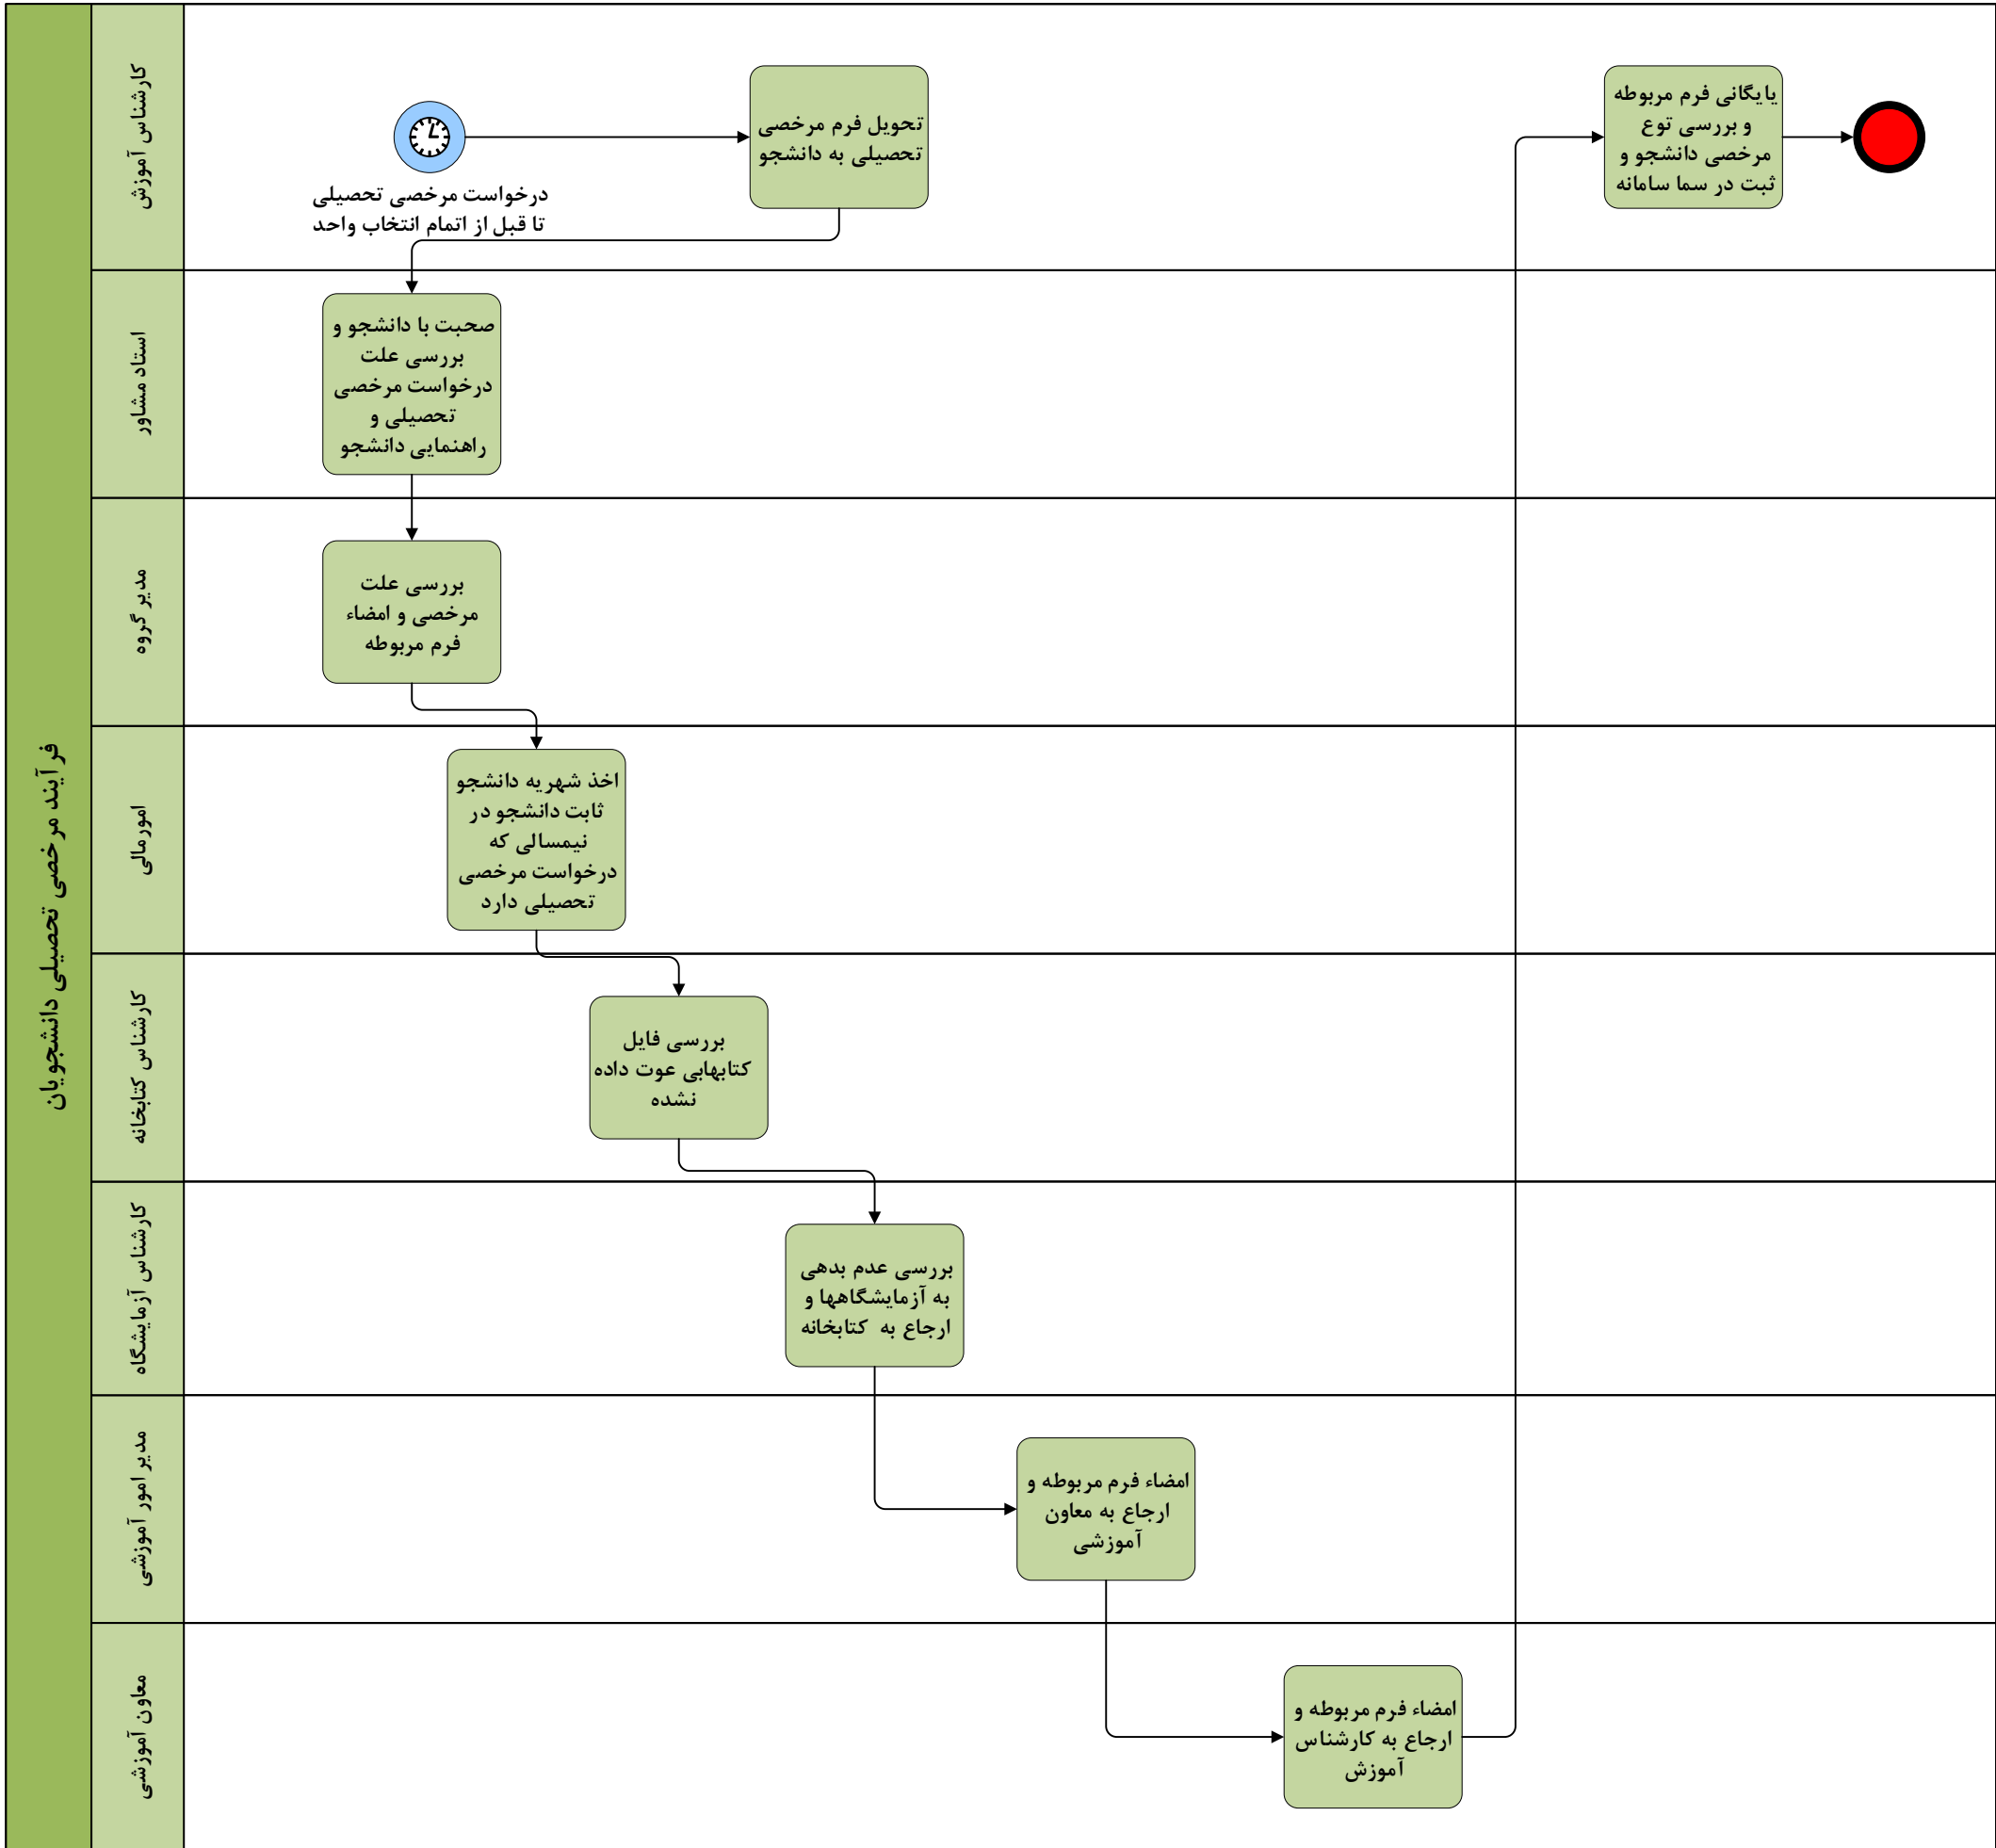 فرآیند مرخصی تحصیلی دانشجویان
کارشناس آموزش
درخواست مرخصی تحصیلی
تا قبل از اتمام انتخاب واحد
تحویل فرم مرخصی
تحصیلی به دانشجو
بایگانی فرم مربوطه
و بررسی توع
مرخصی دانشجو و
ثبت در سما سامانه
استاد مشاور
صحبت با دانشجو و
بررسی علت
درخواست مرخصی
تحصیلی و
راهنمایی دانشجو
مدیر گروه
بررسی علت
مرخصی و امضاء
فرم مربوطه
امورمالی
اخذ شهریه دانشجو
ثابت دانشجو در
نیمسالی که
درخواست مرخصی
تحصیلی دارد
کارشناس کتابخانه
بررسی فایل
کتابهابی عوت داده
نشده
کارشناس آزمایشگاه
بررسی عدم بدهی
به آزمایشگاهها و
ارجاع به کتابخانه
مدیر امور آموزشی
امضاء فرم مربوطه و
ارجاع به معاون
آموزشی
معاون آموزشی
امضاء فرم مربوطه و
ارجاع به کارشناس
آموزش